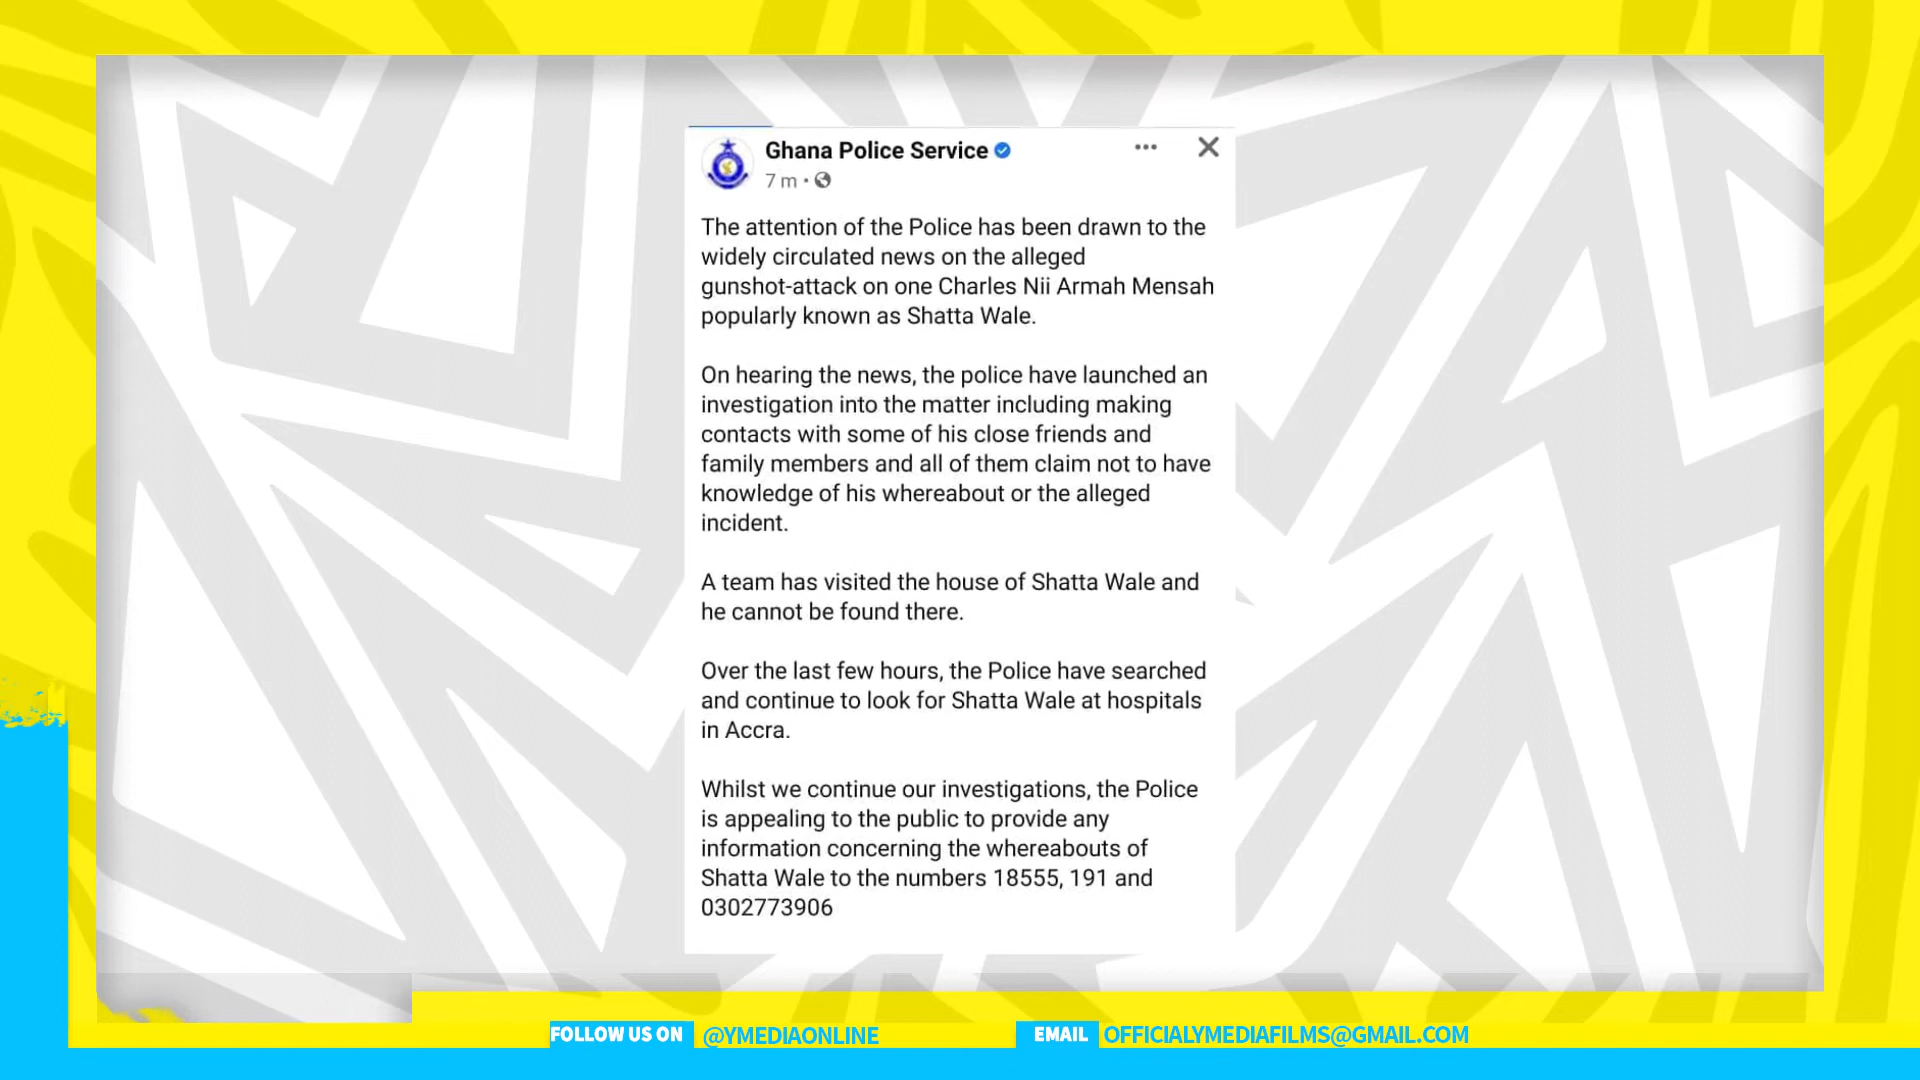 Ghana Police Service
7 m
The attention of the Police has been drawn to the
widely circulated news on the alleged
gunshot-attack on one Charles Nii Armah Mensah
popularly known as Shatta Wale.
On hearing the news, the police have launched an
investigation into the matter including making
contacts with some of his close friends and
family members and all of them claim not to have
knowledge of his whereabout or the alleged
incident.
A team has visited the house of Shatta Wale and
he cannot be found there.
Over the last few hours, the Police have searched
and continue to look for Shatta Wale at hospitals
in Accra.
Whilst we continue our investigations, the Police
is appealing to the public to provide any
information concerning the whereabouts of
Shatta Wale to the numbers 18555, 191 and
0302773906
FOLLOW US ON @YMEDIAONLINE EMAIL OFFICIALYMEDIAFILMS@GMAIL.COM